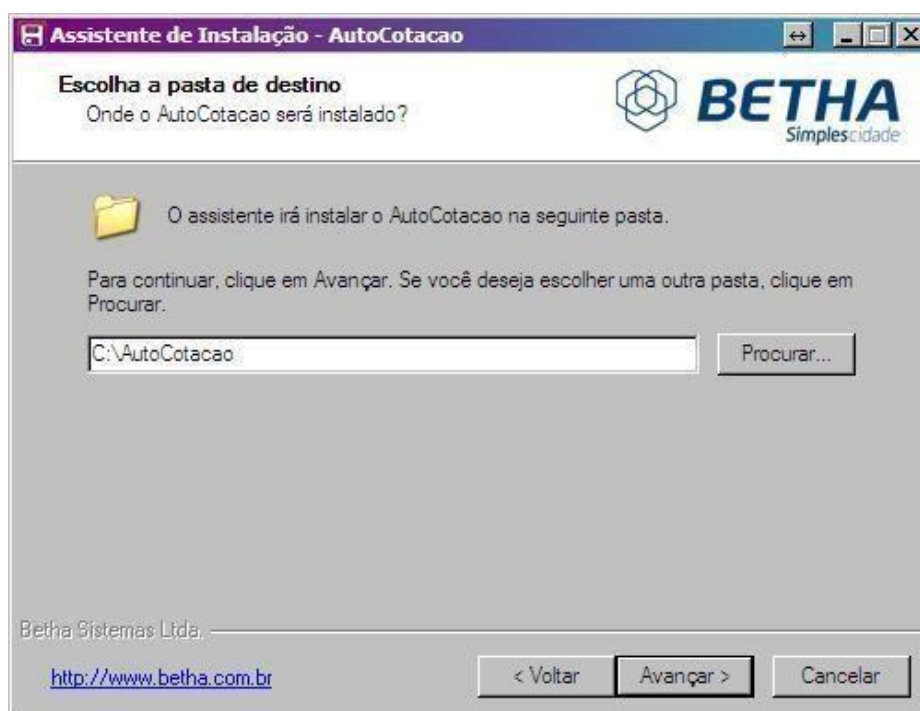 Assistente de Instalação - AutoCotacao
Escolha a pasta de destino
Onde o AutoCotacao será instalado?
BETHA
Simplescidade
O assistente irá instalar o AutoCotacao na seguinte pasta.
Para continuar, clique em Avançar. Se você deseja escolher uma outra pasta, clique em
Procurar.
C:\AutoCotacao
Procurar...
Betha Sistemas Ltda.
http://www.betha.com.br
< Voltar
Avançar >
Cancelar